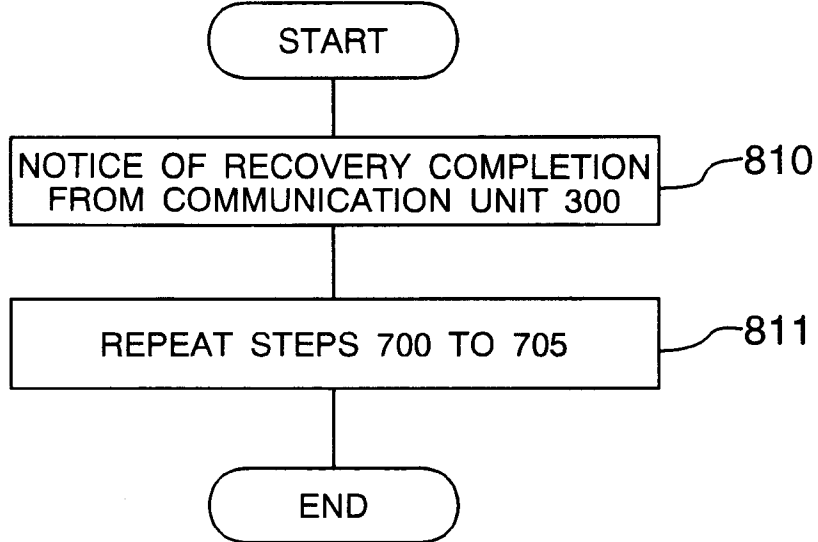 START
NOTICE OF RECOVERY COMPLETION
FROM COMMUNICATION UNIT 300
810
REPEAT STEPS 700 TO 705
811
END